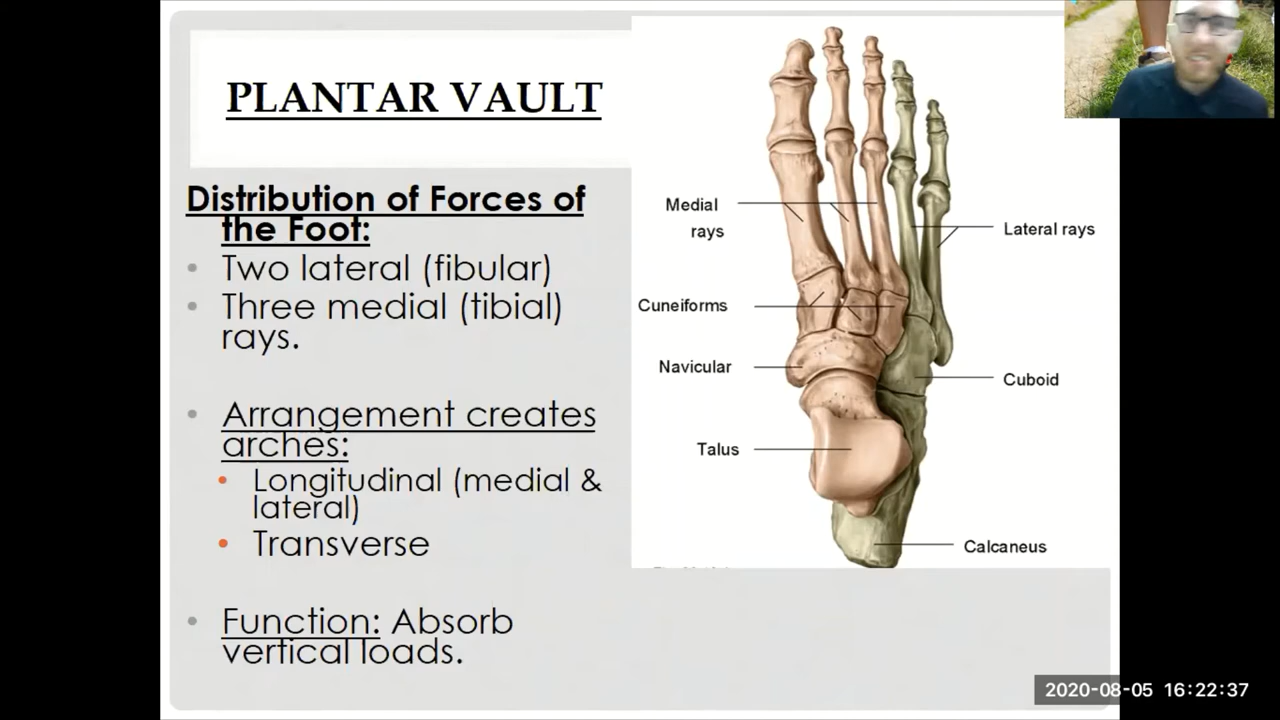 PLANTAR VAULT
Distribution of Forces of
the Foot:
• Two lateral (fibular)
• Three medial (tibial)
rays.
• Arrangement creates
arches:
• Longitudinal (medial &
lateral)
• Transverse
• Function: Absorb
vertical loads.
Medial
rays
Cuneiforms
Navicular
Talus
Lateral rays
Cuboid
Calcaneus
2020-08-05 16:22:37